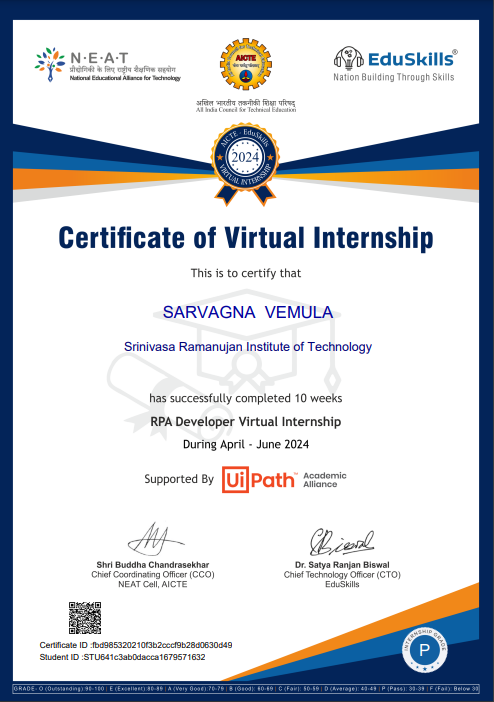 N·E·A·T
प्रौद्योगिकी के लिए राष्ट्रीय शैक्षणिक सहयोग
National Educational Alliance for Technology
AICTE
अखिल भारतीय तकनीकी शिक्षा परिषद्
All India Council for Technical Education
EduSkills®
Nation Building Through Skills
AICTE - EduSkills
2024
VIRTUAL INTERNSHIP
Certificate of Virtual Internship
This is to certify that
SARVAGNA VEMULA
Srinivasa Ramanujan Institute of Technology
has successfully completed 10 weeks
RPA Developer Virtual Internship
During April - June 2024
Supported By UiPath™ Academic
Alliance
Shri Buddha Chandrasekhar
Chief Coordinating Officer (CCO)
NEAT Cell, AICTE
Dr. Satya Ranjan Biswal
Chief Technology Officer (CTO)
EduSkills
Certificate ID :fbd985320210f3b2cccf9b28d0630d49
Student ID :STU641c3ab0dacca1679571632
INTERNSHIP GRADE
P
GRADE- O (Outstanding):90-100 | E (Excellent):80-89 | A (Very Good):70-79 | B (Good): 60-69 | C (Fair): 50-59 | D (Average): 40-49 | P (Pass): 30-39 | F (Fail): Below 30